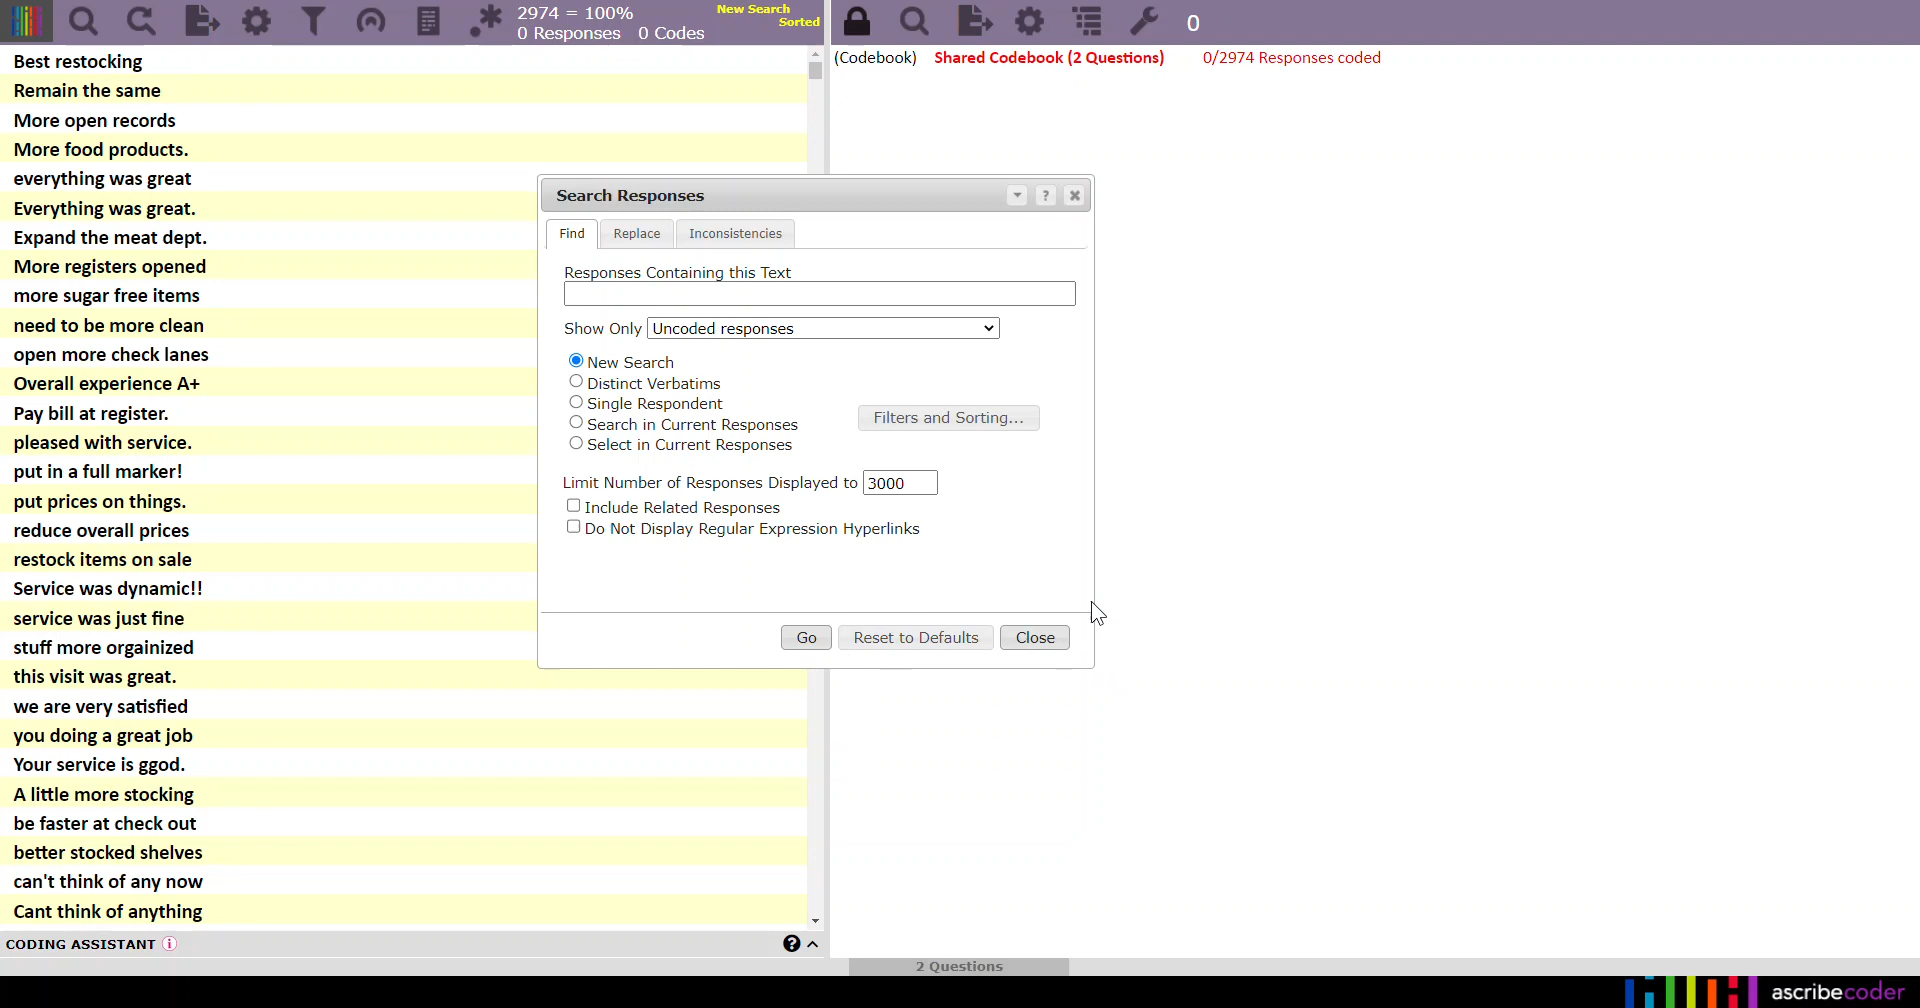 2974 = 100%
0 Responses 0 Codes
New Search
Sorted
0
Best restocking
Remain the same
More open records
More food products.
everything was great
Everything was great.
Expand the meat dept.
More registers opened
more sugar free items
need to be more clean
open more check lanes
Overall experience A+
Pay bill at register.
pleased with service.
put in a full marker!
put prices on things.
reduce overall prices
restock items on sale
Service was dynamic!!
service was just fine
stuff more orgainized
this visit was great.
we are very satisfied
you doing a great job
Your service is ggod.
A little more stocking
be faster at check out
better stocked shelves
can't think of any now
Cant think of anything
CODING ASSISTANT i
?
(Codebook) Shared Codebook (2 Questions) 0/2974 Responses coded
Search Responses
?
Find Replace Inconsistencies
Responses Containing this Text
Show Only Uncoded responses
New Search
Distinct Verbatims
Single Respondent
Search in Current Responses
Select in Current Responses
Filters and Sorting...
Limit Number of Responses Displayed to 3000
Include Related Responses
Do Not Display Regular Expression Hyperlinks
Go Reset to Defaults Close
2 Questions
ascribecoder